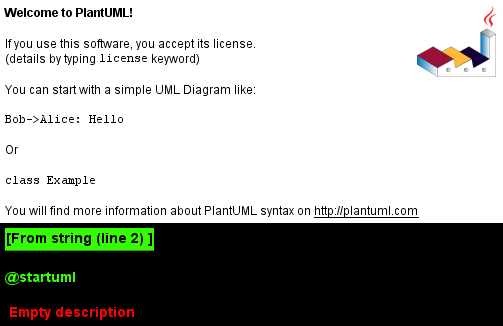 Welcome to PlantUML!
If you use this software, you accept its license.
(details by typing license keyword)
You can start with a simple UML Diagram like:
Bob->Alice: Hello
Or
class Example
You will find more information about PlantUML syntax on http://plantuml.com
[From string (line 2) ]
@startuml
Empty description